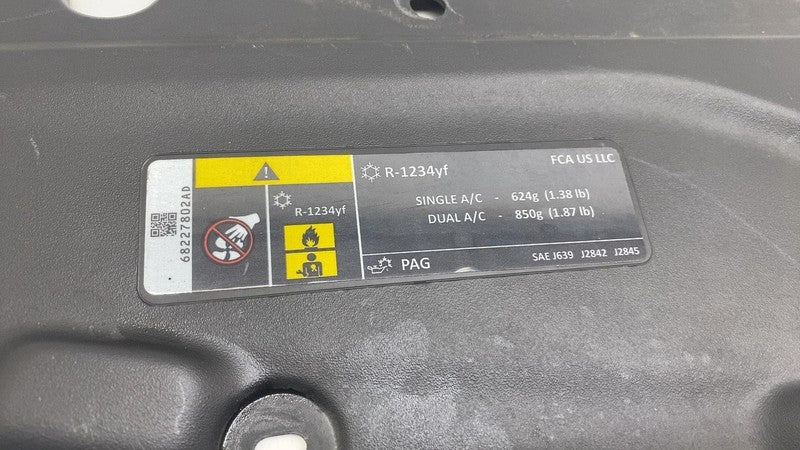 68227802AD
R-1234yf
R-1234yf
FCA US LLC
SINGLE A/C - 624g (1.38 lb)
DUAL A/C - 850g (1.87 lb)
PAG
SAE J639 J2842 J2845